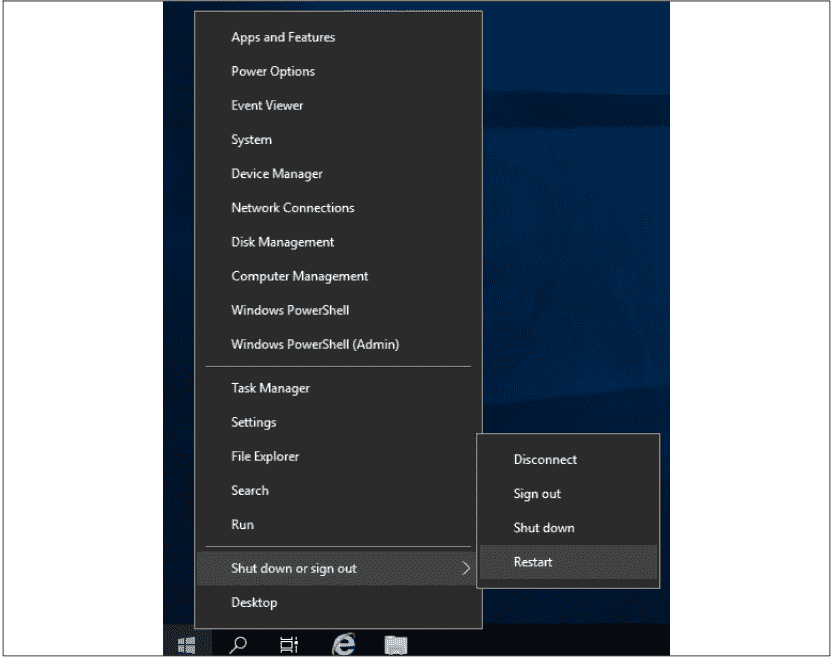 Apps and Features
Power Options
Event Viewer
System
Device Manager
Network Connections
Disk Management
Computer Management
Windows PowerShell
Windows PowerShell (Admin)
Task Manager
Settings
File Explorer
Search
Run
Shut down or sign out
Desktop
Disconnect
Sign out
Shut down
Restart